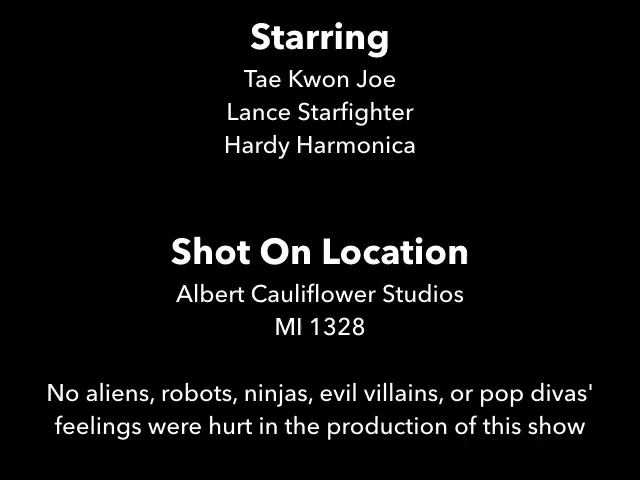 Starring
Tae Kwon Joe
Lance Starfighter
Hardy Harmonica
Shot On Location
Albert Cauliflower Studios
MI 1328
No aliens, robots, ninjas, evil villains, or pop divas'
feelings were hurt in the production of this show